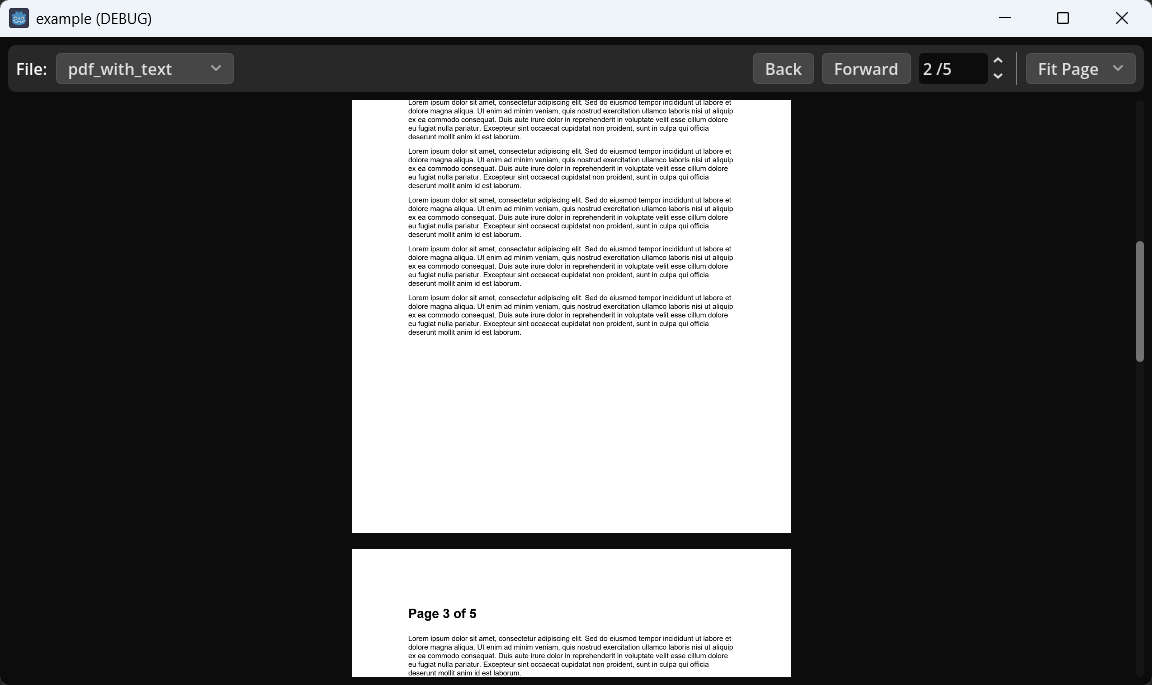 example (DEBUG)
File: pdf_with_text Back Forward 2 /5 Fit Page
Lorem ipsum dolor sit amet, consectetur adipiscing elit. Sed do eiusmod tempor incididunt ut labore et
dolore magna aliqua. Ut enim ad minim veniam, quis nostrud exercitation ullamco laboris nisi ut aliquip
ex ea commodo consequat. Duis aute irure dolor in reprehenderit in voluptate velit esse cillum dolore
eu fugiat nulla pariatur. Excepteur sint occaecat cupidatat non proident, sunt in culpa qui officia
deserunt mollit anim id est laborum.
Lorem ipsum dolor sit amet, consectetur adipiscing elit. Sed do eiusmod tempor incididunt ut labore et
dolore magna aliqua. Ut enim ad minim veniam, quis nostrud exercitation ullamco laboris nisi ut aliquip
ex ea commodo consequat. Duis aute irure dolor in reprehenderit in voluptate velit esse cillum dolore
eu fugiat nulla pariatur. Excepteur sint occaecat cupidatat non proident, sunt in culpa qui officia
deserunt mollit anim id est laborum.
Lorem ipsum dolor sit amet, consectetur adipiscing elit. Sed do eiusmod tempor incididunt ut labore et
dolore magna aliqua. Ut enim ad minim veniam, quis nostrud exercitation ullamco laboris nisi ut aliquip
ex ea commodo consequat. Duis aute irure dolor in reprehenderit in voluptate velit esse cillum dolore
eu fugiat nulla pariatur. Excepteur sint occaecat cupidatat non proident, sunt in culpa qui officia
deserunt mollit anim id est laborum.
Lorem ipsum dolor sit amet, consectetur adipiscing elit. Sed do eiusmod tempor incididunt ut labore et
dolore magna aliqua. Ut enim ad minim veniam, quis nostrud exercitation ullamco laboris nisi ut aliquip
ex ea commodo consequat. Duis aute irure dolor in reprehenderit in voluptate velit esse cillum dolore
eu fugiat nulla pariatur. Excepteur sint occaecat cupidatat non proident, sunt in culpa qui officia
deserunt mollit anim id est laborum.
Lorem ipsum dolor sit amet, consectetur adipiscing elit. Sed do eiusmod tempor incididunt ut labore et
dolore magna aliqua. Ut enim ad minim veniam, quis nostrud exercitation ullamco laboris nisi ut aliquip
ex ea commodo consequat. Duis aute irure dolor in reprehenderit in voluptate velit esse cillum dolore
eu fugiat nulla pariatur. Excepteur sint occaecat cupidatat non proident, sunt in culpa qui officia
deserunt mollit anim id est laborum.
Page 3 of 5
Lorem ipsum dolor sit amet, consectetur adipiscing elit. Sed do eiusmod tempor incididunt ut labore et
dolore magna aliqua. Ut enim ad minim veniam, quis nostrud exercitation ullamco laboris nisi ut aliquip
ex ea commodo consequat. Duis aute irure dolor in reprehenderit in voluptate velit esse cillum dolore
eu fugiat nulla pariatur. Excepteur sint occaecat cupidatat non proident, sunt in culpa qui officia
deserunt mollit anim id est laborum.